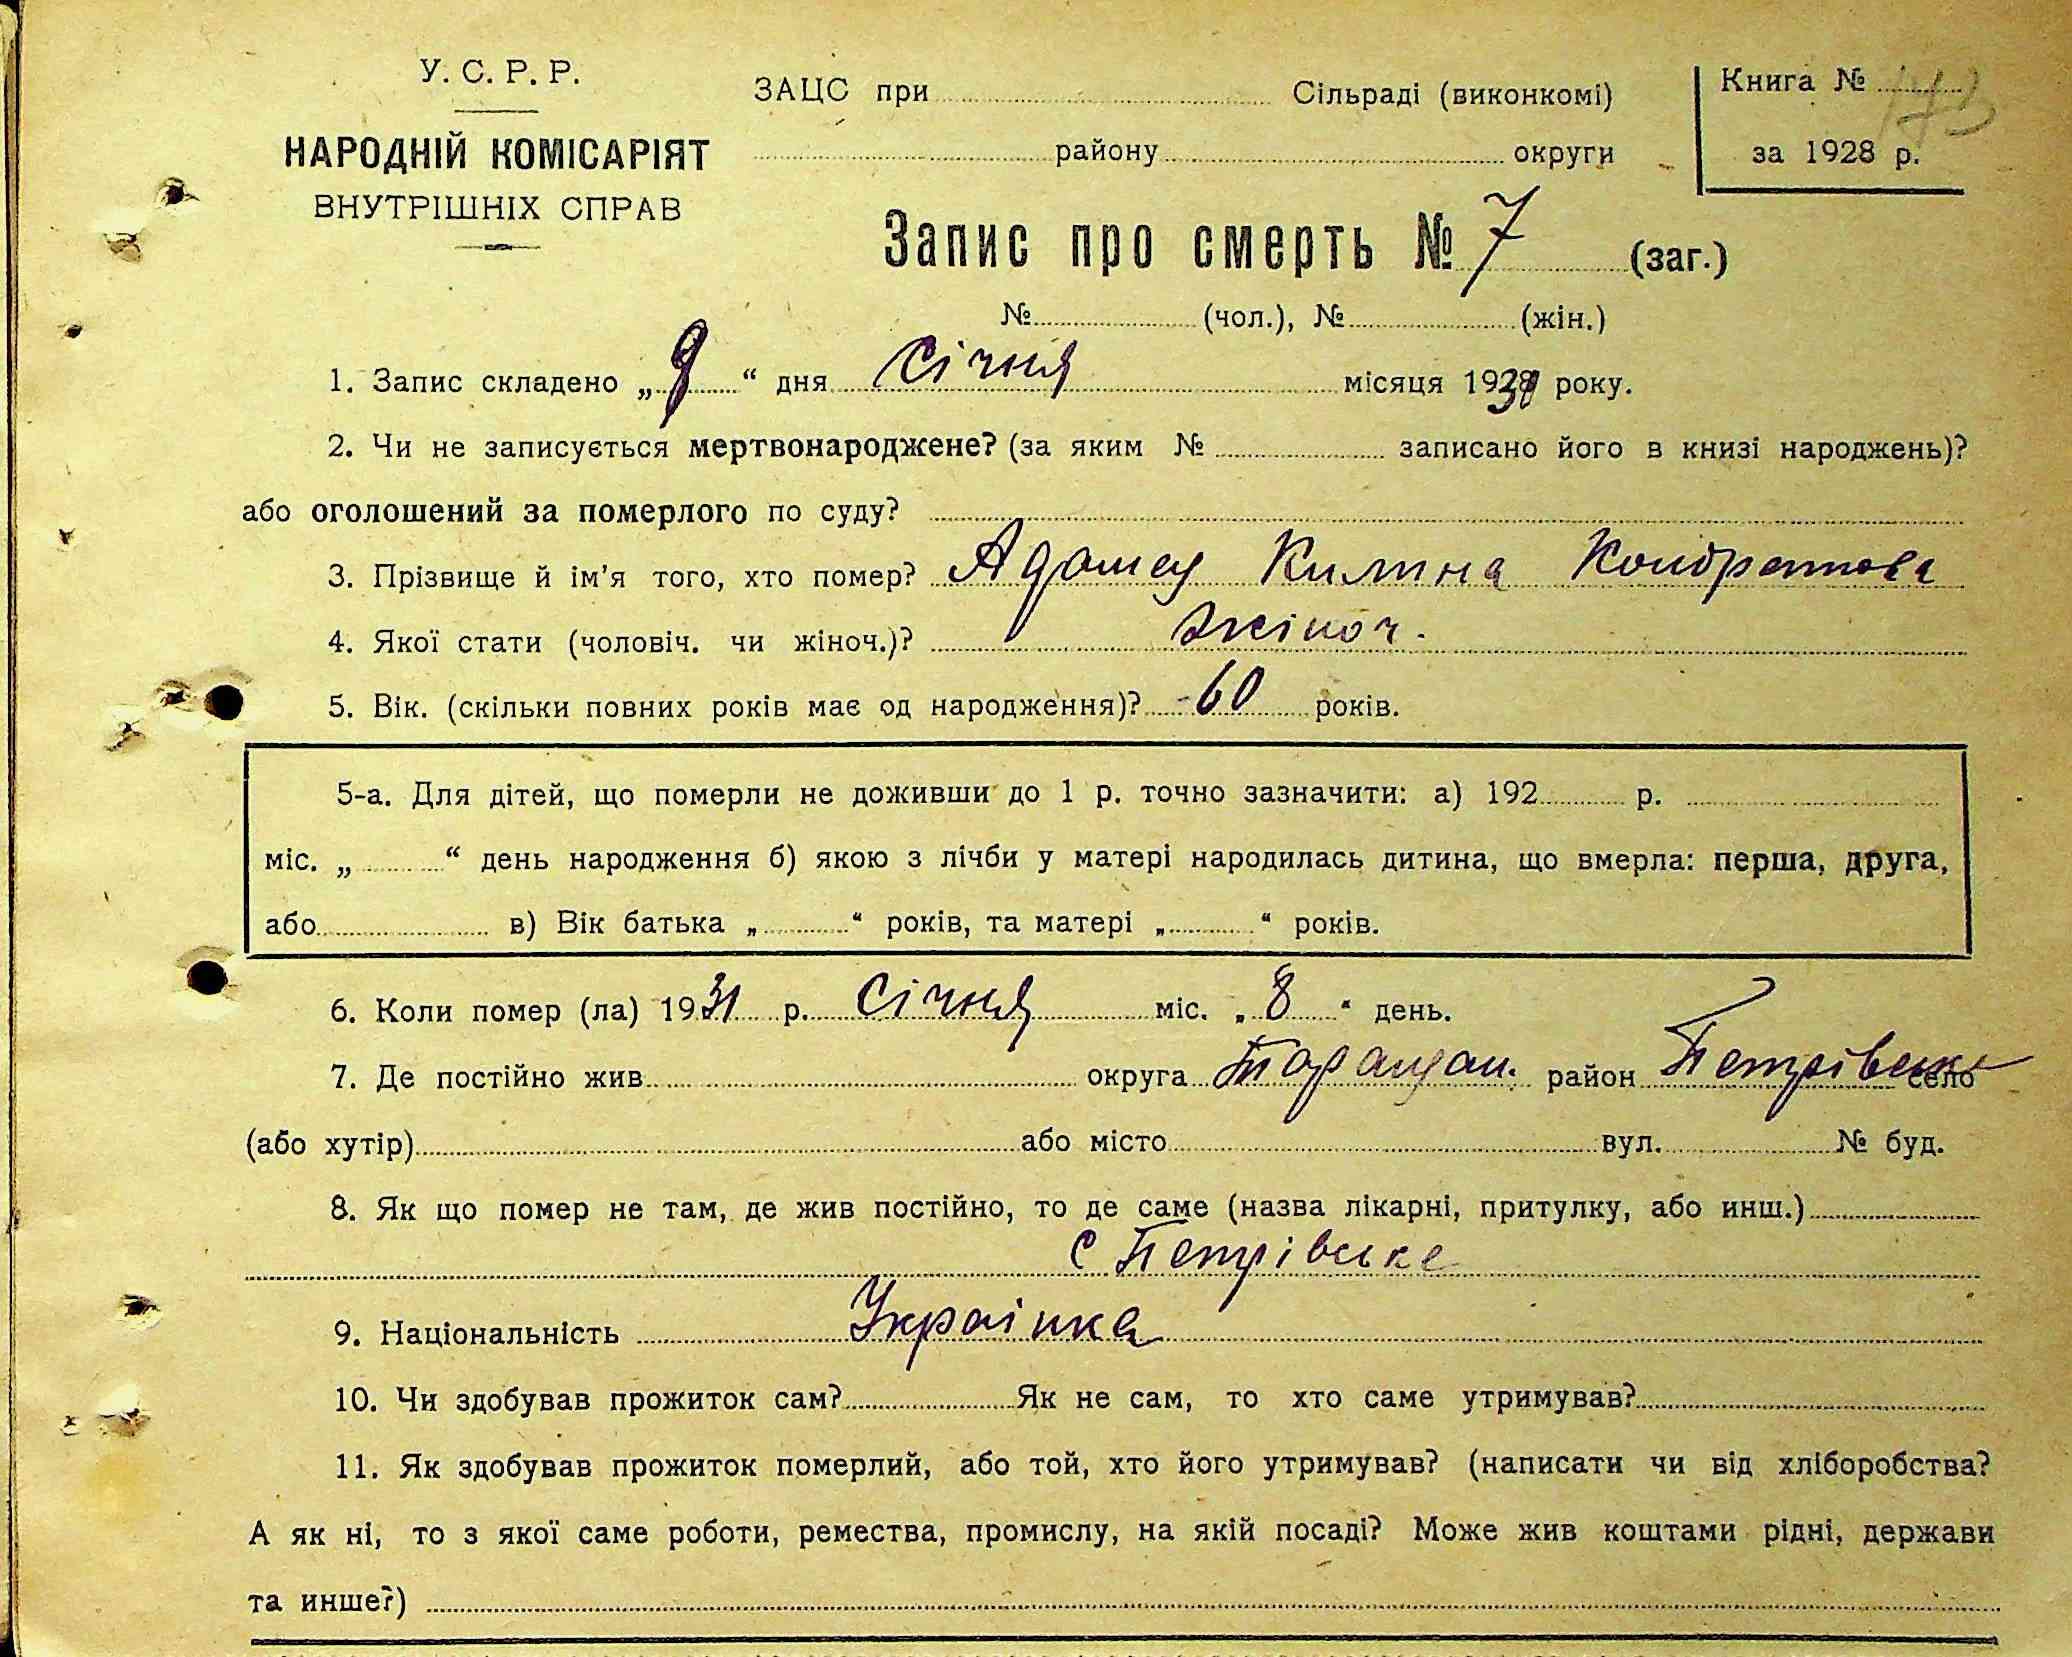 У. С. Р. Р.
НАРОДНІЙ КОМІСАРІЯТ
ВНУТРІШНІХ СПРАВ
ЗАЦС при Сільраді (виконкомі)
району округи
Книга № 173
за 1928 р.
Запис про смерть № 7 (заг.)
№ (чол.), № (жін.)
1. Запис складено „ 9 “ дня Січня місяця 1931 року.
2. Чи не записується мертвонароджене? (за яким № записано його в книзі народжень)?
або оголошений за померлого по суду?
3. Прізвище й ім'я того, хто помер? Килина Кондратова
4. Якої стати (чоловіч. чи жіноч.)? жіноч.
5. Вік. (скільки повних років має од народження)? 60 років.
5-а. Для дітей, що померли не доживши до 1 р. точно зазначити: а) 192 р.
міс. „ “ день народження б) якою з лічби у матері народилась дитина, що вмерла: перша, друга,
або в) Вік батька „ “ років, та матері „ “ років.
6. Коли помер (ла) 1931 р. Січня міс. „ 8 “ день.
7. Де постійно жив округа Таращан. район Петрівське село
(або хутір) або місто вул. № буд.
8. Як що помер не там, де жив постійно, то де саме (назва лікарні, притулку, або инш.)
с Петрівське
9. Національність Українка
10. Чи здобував прожиток сам? Як не сам, то хто саме утримував?
11. Як здобував прожиток померлий, або той, хто його утримував? (написати чи від хліборобства?
А як ні, то з якої саме роботи, ремества, промислу, на якій посаді? Може жив коштами рідні, держави
та инше?)